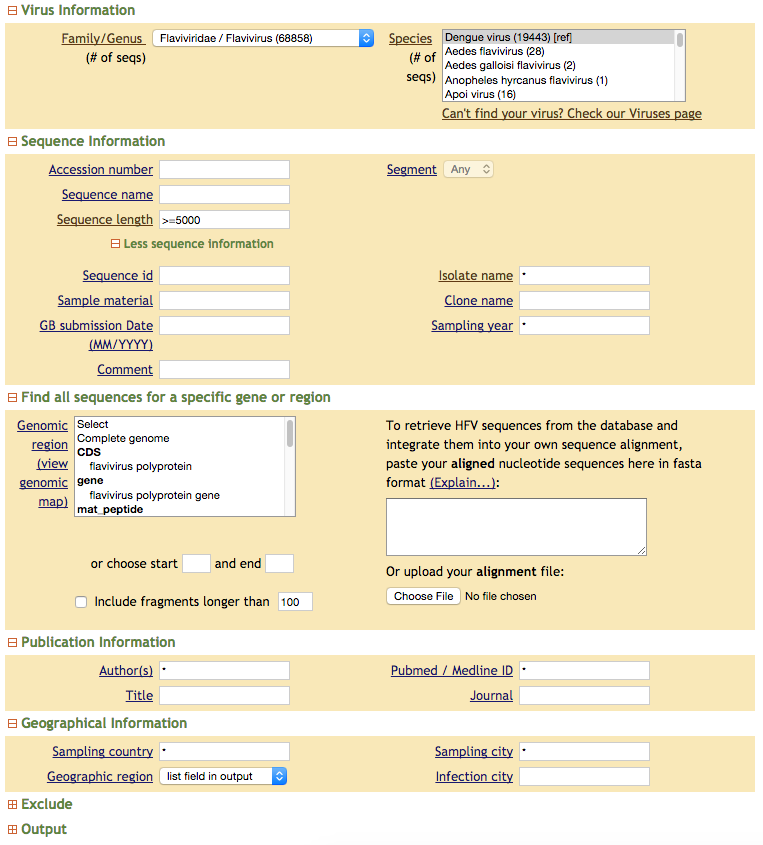 Virus Information
Family/Genus Flaviviridae / Flavivirus (68858)
(# of seqs)
Species
(# of
seqs)
Dengue virus (19443) [ref]
Aedes flavivirus (28)
Aedes galloisi flavivirus (2)
Anopheles hyrcanus flavivirus (1)
Apoi virus (16)
Can't find your virus? Check our Viruses page
Sequence Information
Accession number
Segment Any
Sequence name
Sequence length >=5000
Less sequence information
Sequence id
Isolate name *
Sample material
Clone name
GB submission Date
(MM/YYYY)
Sampling year *
Comment
Find all sequences for a specific gene or region
Genomic
region
(view
genomic
map)
Select
Complete genome
CDS
flavivirus polyprotein
gene
flavivirus polyprotein gene
mat_peptide
or choose start and end
Include fragments longer than 100
To retrieve HFV sequences from the database and
integrate them into your own sequence alignment,
paste your aligned nucleotide sequences here in fasta
format (Explain...):
Or upload your alignment file:
Choose File No file chosen
Publication Information
Author(s) *
Pubmed / Medline ID *
Title
Journal
Geographical Information
Sampling country *
Sampling city *
Geographic region list field in output
Infection city
Exclude
Output